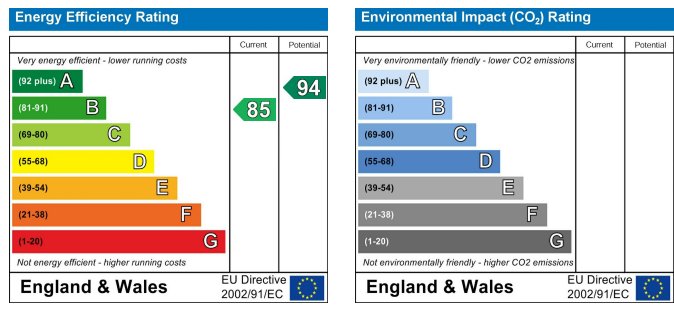 Energy Efficiency Rating
Current Potential
Very energy efficient - lower running costs
(92 plus) A
94
(81-91) B
85
(69-80) C
(55-68) D
(39-54) E
(21-38) F
(1-20) G
Not energy efficient - higher running costs
England & Wales
EU Directive
2002/91/EC
Environmental Impact (CO₂) Rating
Current Potential
Very environmentally friendly - lower CO2 emissions
(92 plus) A
(81-91) B
(69-80) C
(55-68) D
(39-54) E
(21-38) F
(1-20) G
Not environmentally friendly - higher CO2 emissions
England & Wales
EU Directive
2002/91/EC